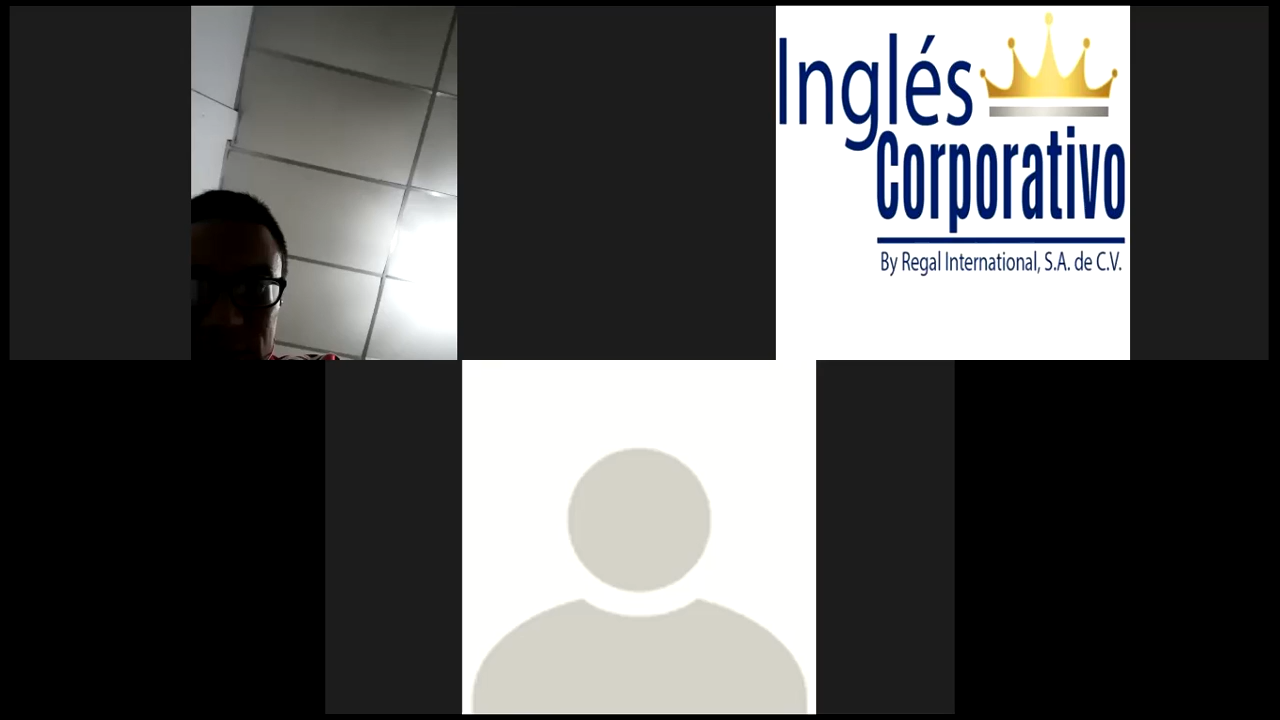 Inglés
Corporativo
By Regal International, S.A. de C.V.